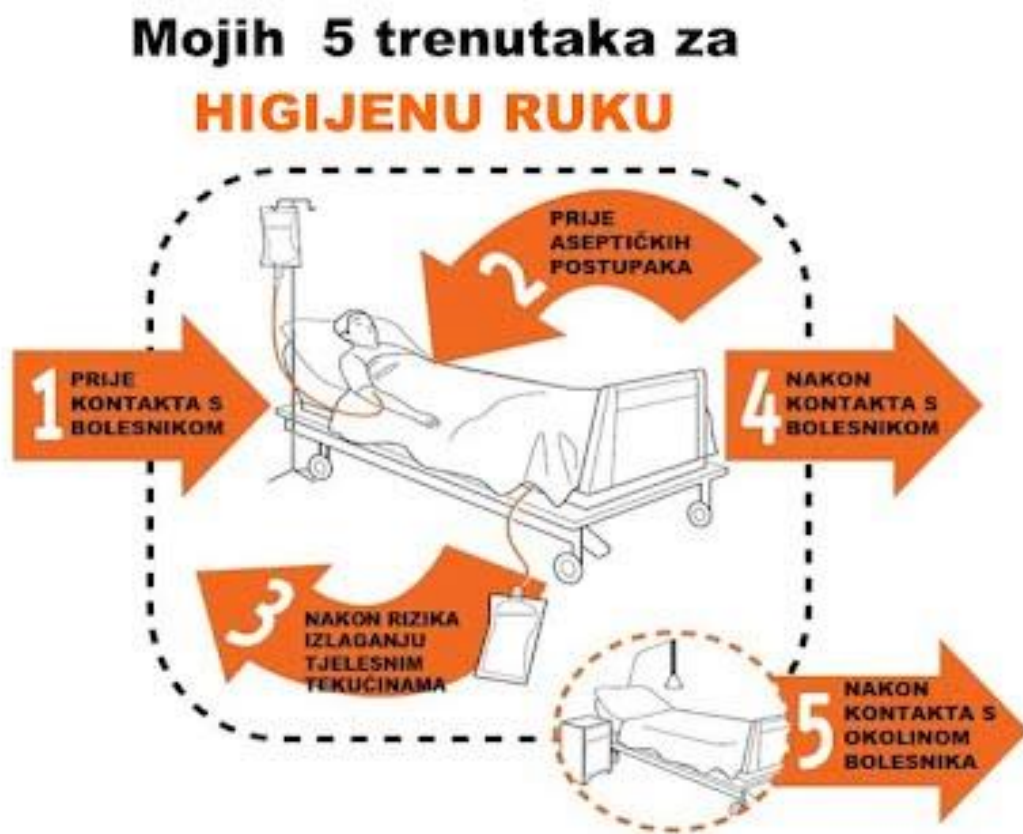 Mojih 5 trenutaka za
HIGIJENU RUKU
1
PRIJE
KONTAKTA S
BOLESNIKOM
2
PRIJE
ASEPTIČKIH
POSTUPAKA
3
NAKON RIZIKA
IZLAGANJU
TJELESNIM
TEKUĆINAMA
4
NAKON
KONTAKTA S
BOLESNIKOM
5
NAKON
KONTAKTA S
OKOLINOM
BOLESNIKA